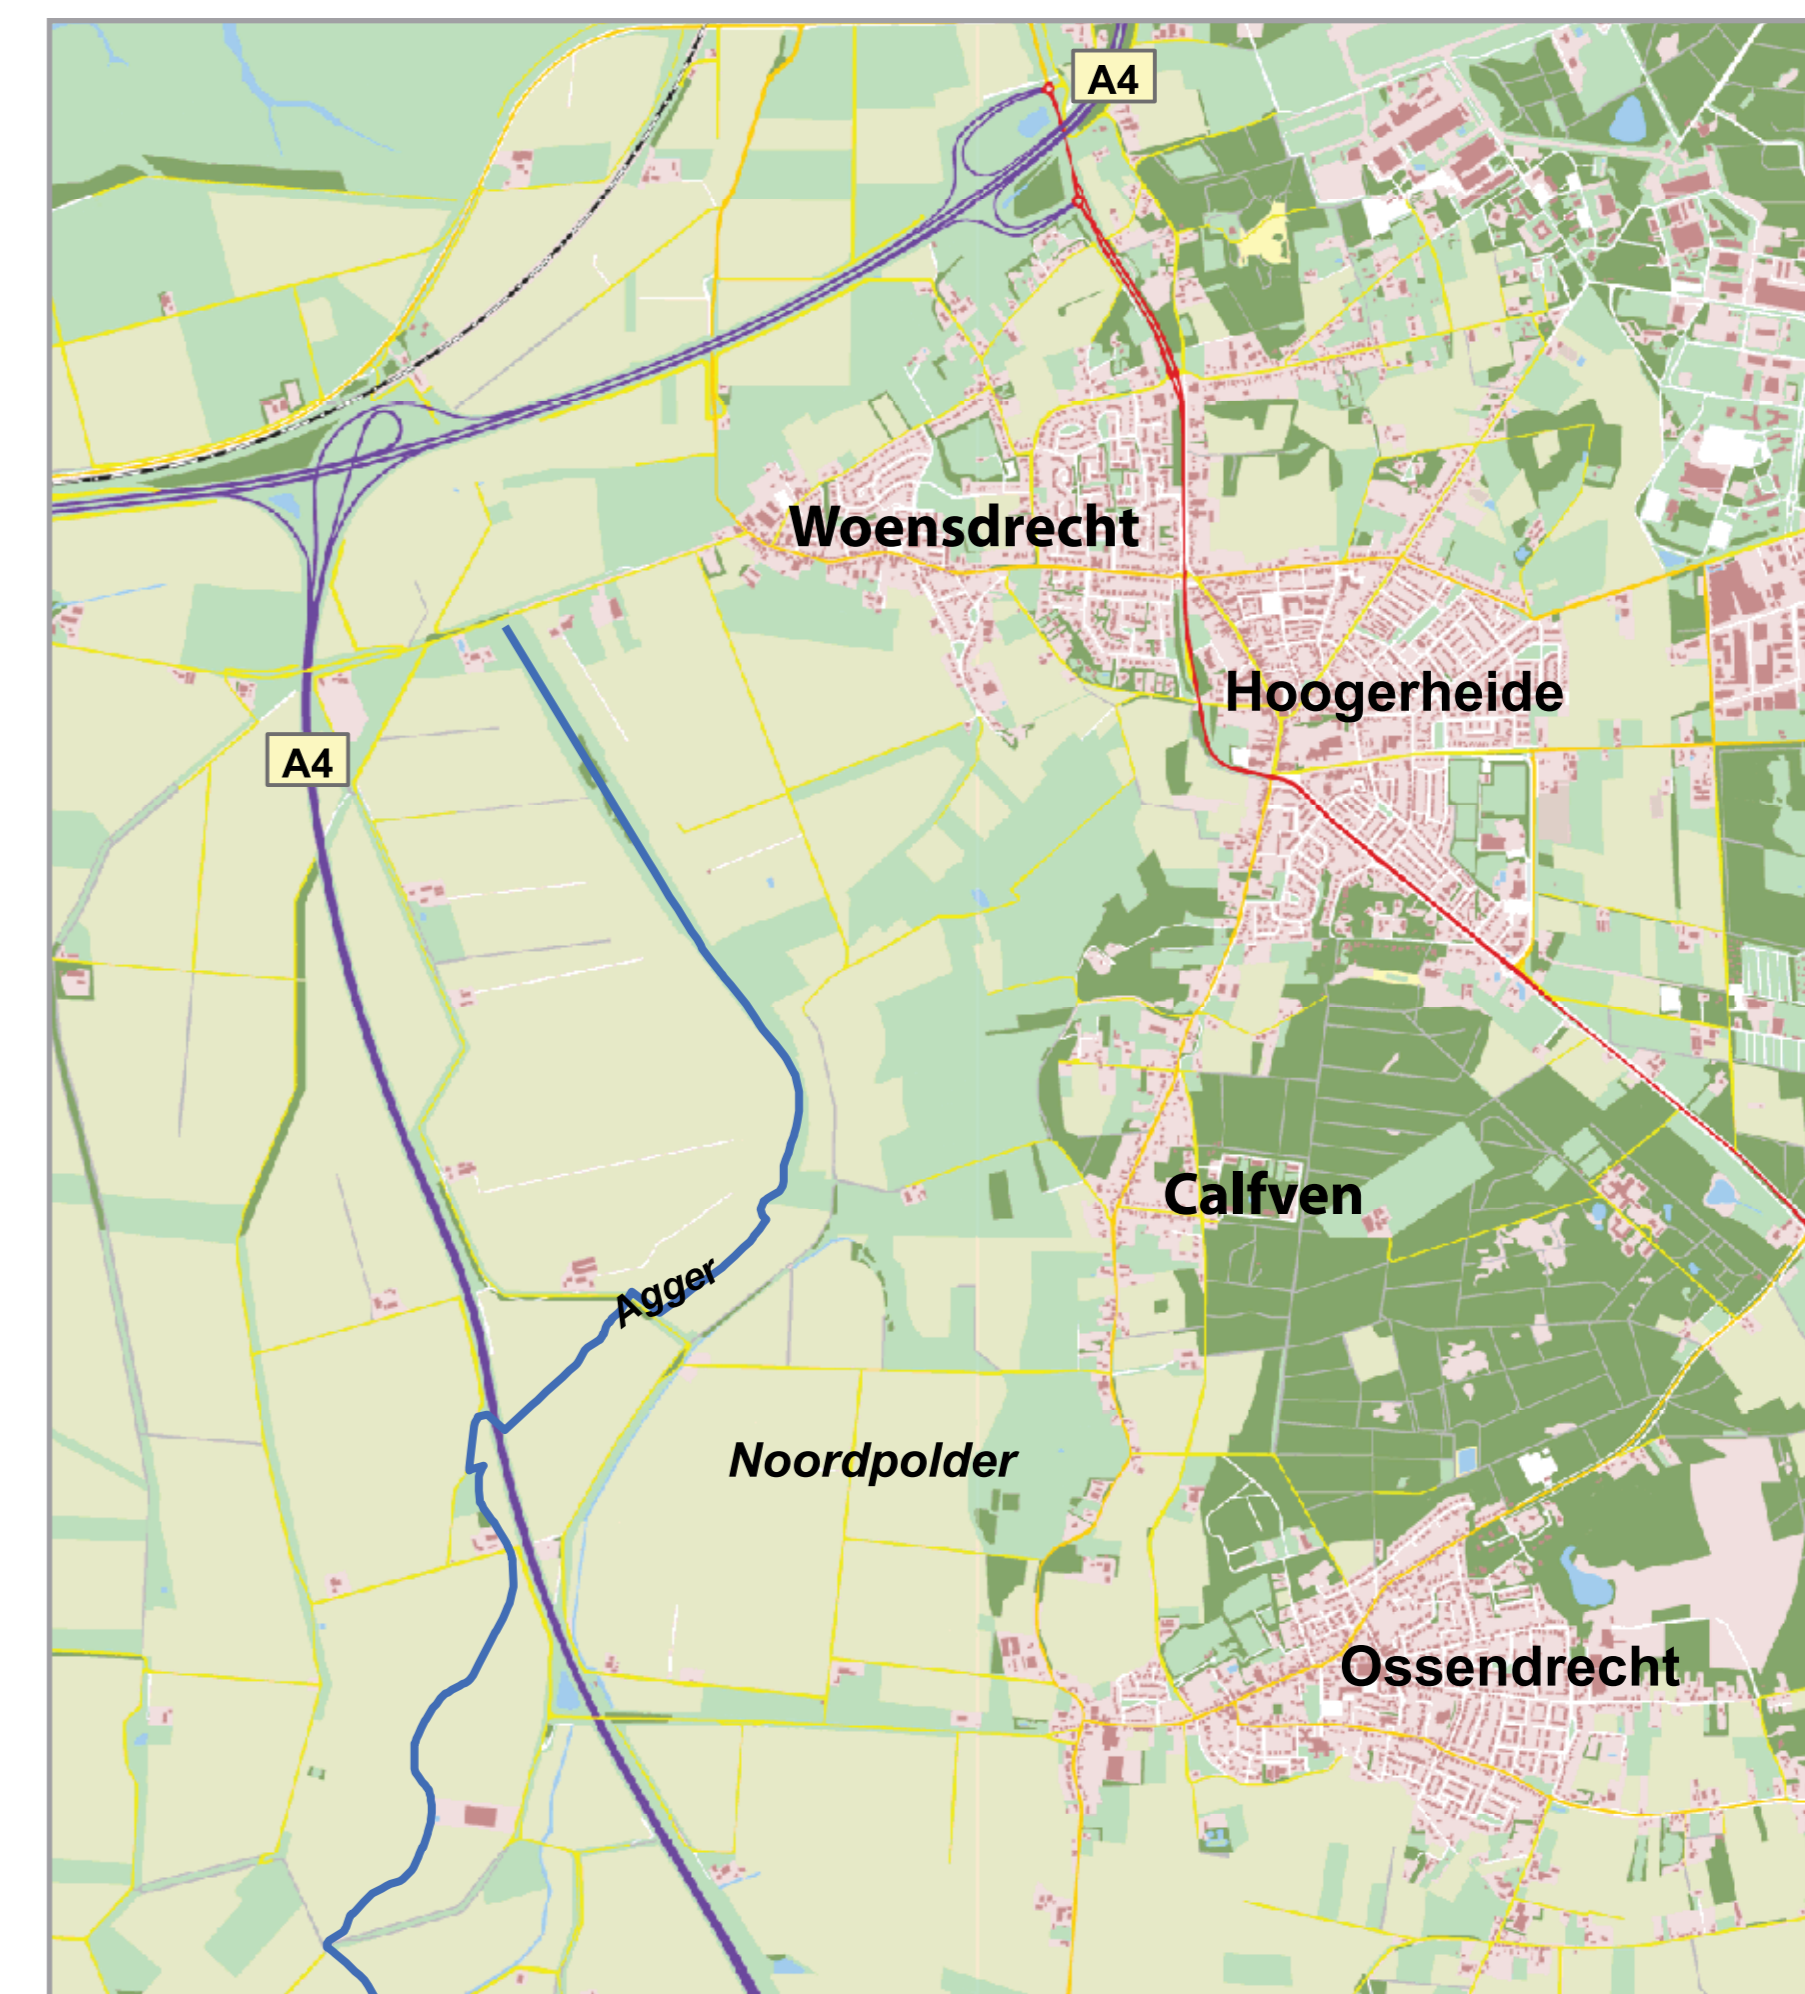 A4
Woensdrecht
Hoogerheide
A4
Calfven
Agger
Noordpolder
Ossendrecht